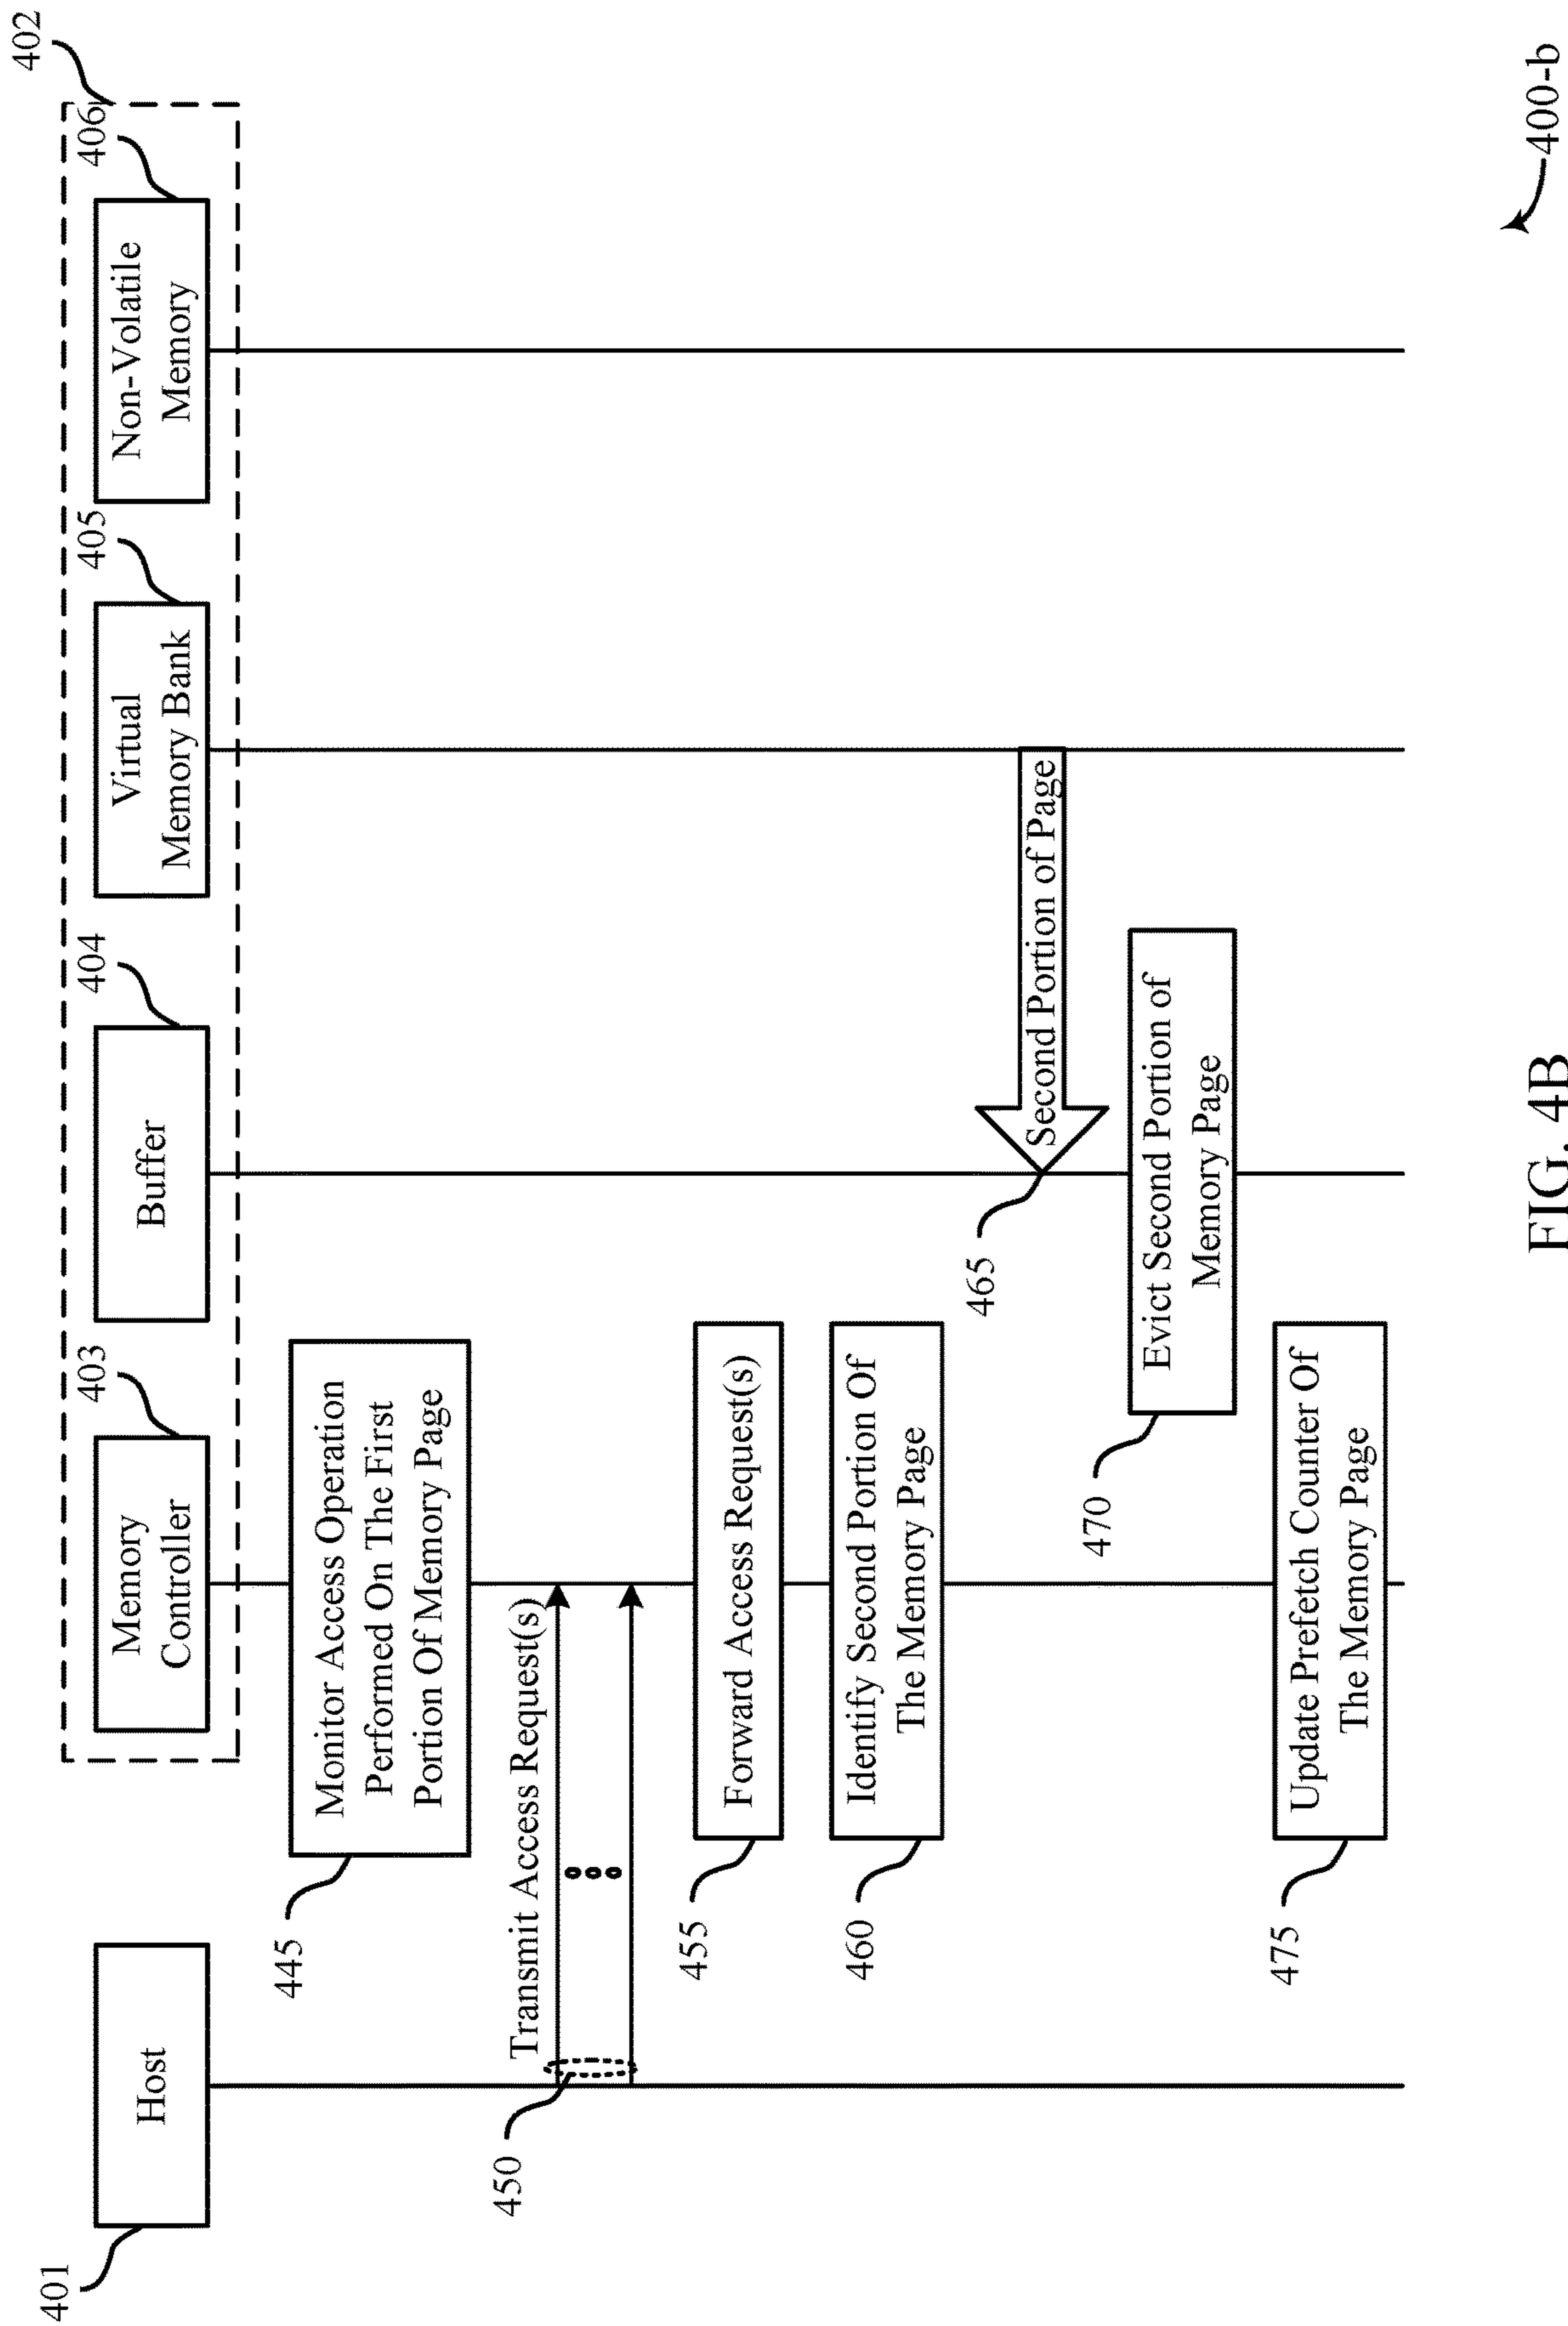 402
401
Host
403
Memory
Controller
404
Buffer
405
Virtual
Memory Bank
406
Non-Volatile
Memory
445
Monitor Access Operation
Performed On The First
Portion Of Memory Page
450
Transmit Access Request(s)
455
Forward Access Request(s)
460
Identify Second Portion Of
The Memory Page
465
Second Portion of Page
470
Evict Second Portion of
Memory Page
475
Update Prefetch Counter Of
The Memory Page
FIG. 4B
400-b